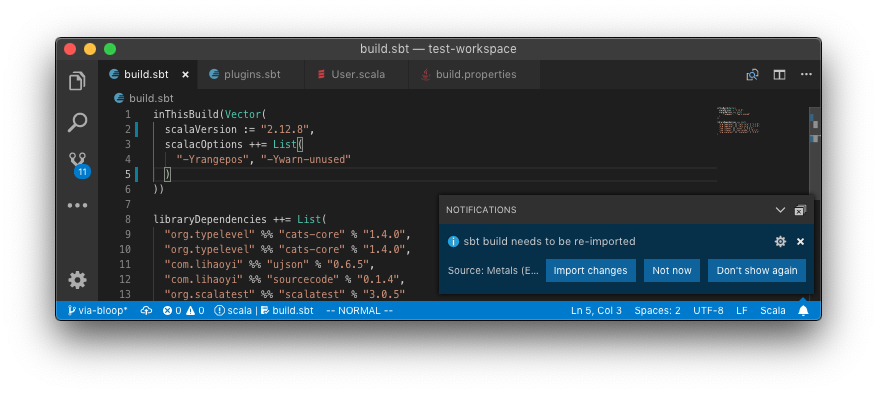 build.sbt — test-workspace
build.sbt
plugins.sbt
User.scala
build.properties
build.sbt
1 inThisBuild(Vector(
2 scalaVersion := "2.12.8",
3 scalacOptions ++= List(
4 "-Yrangepos", "-Ywarn-unused"
5 )
6 ))
7
8 libraryDependencies ++= List(
9 "org.typelevel" %% "cats-core" % "1.4.0",
10 "org.typelevel" %% "cats-core" % "1.4.0",
11 "com.lihaoyi" %% "ujson" % "0.6.5",
12 "com.lihaoyi" %% "sourcecode" % "0.1.4",
13 "org.scalatest" %% "scalatest" % "3.0.5"
11
NOTIFICATIONS
sbt build needs to be re-imported
Source: Metals (E...
Import changes
Not now
Don't show again
via-bloop* 0 0 scala | build.sbt -- NORMAL -- Ln 5, Col 3 Spaces: 2 UTF-8 LF Scala